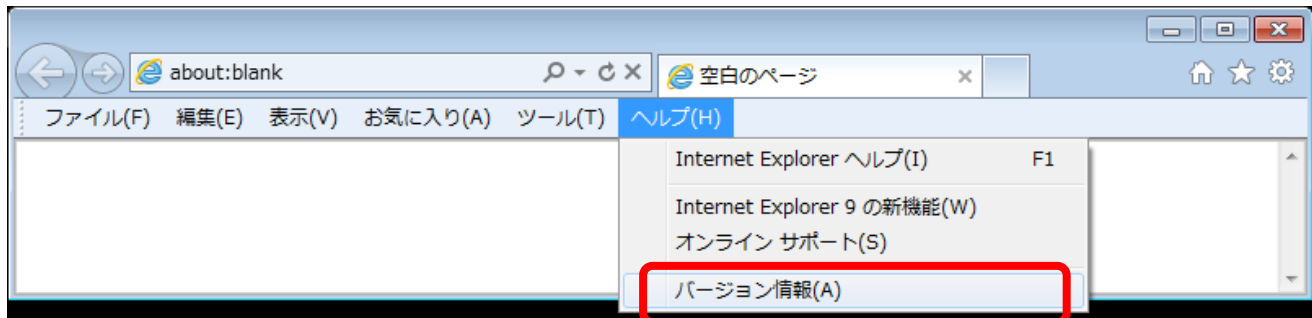 about:blank
空白のページ
ファイル(F) 編集(E) 表示(V) お気に入り(A) ツール(T) ヘルプ(H)
Internet Explorer ヘルプ(I) F1
Internet Explorer 9 の新機能(W)
オンライン サポート(S)
バージョン情報(A)